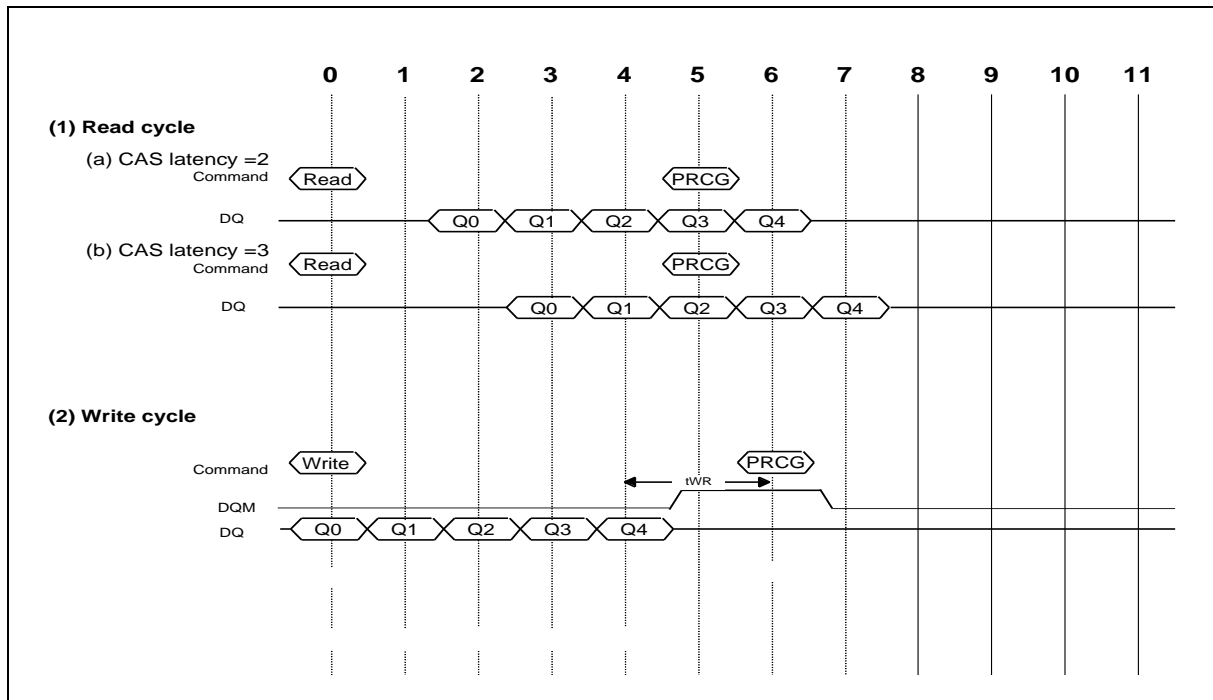 0 1 2 3 4 5 6 7 8 9 10 11
(1) Read cycle
(a) CAS latency =2
Command Read PRCG
DQ Q0 Q1 Q2 Q3 Q4
(b) CAS latency =3
Command Read PRCG
DQ Q0 Q1 Q2 Q3 Q4
(2) Write cycle
Command Write PRCG
tWR
DQM
DQ Q0 Q1 Q2 Q3 Q4